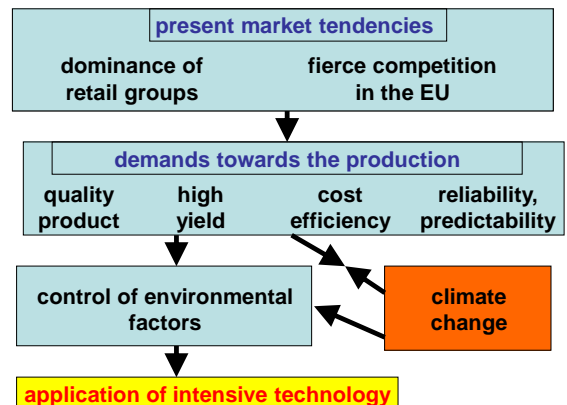 present market tendencies
dominance of
retail groups
fierce competition
in the EU
demands towards the production
quality
product
high
yield
cost
efficiency
reliability,
predictability
control of environmental
factors
climate
change
application of intensive technology